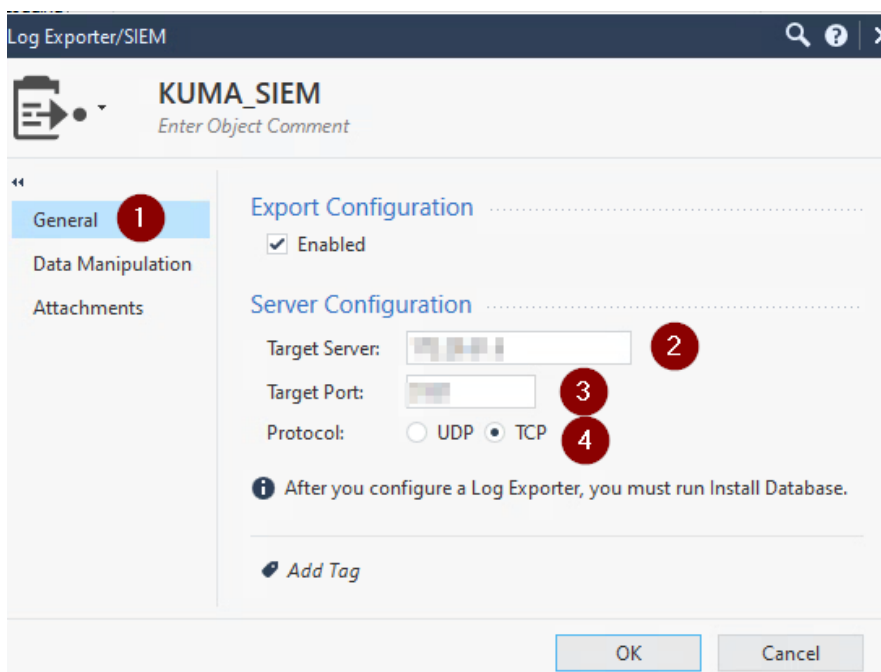 Log Exporter/SIEM
KUMA_SIEM
Enter Object Comment
General 1
Data Manipulation
Attachments
Export Configuration
Enabled
Server Configuration
Target Server: 2
Target Port: 3
Protocol: UDP TCP 4
After you configure a Log Exporter, you must run Install Database.
Add Tag
OK Cancel